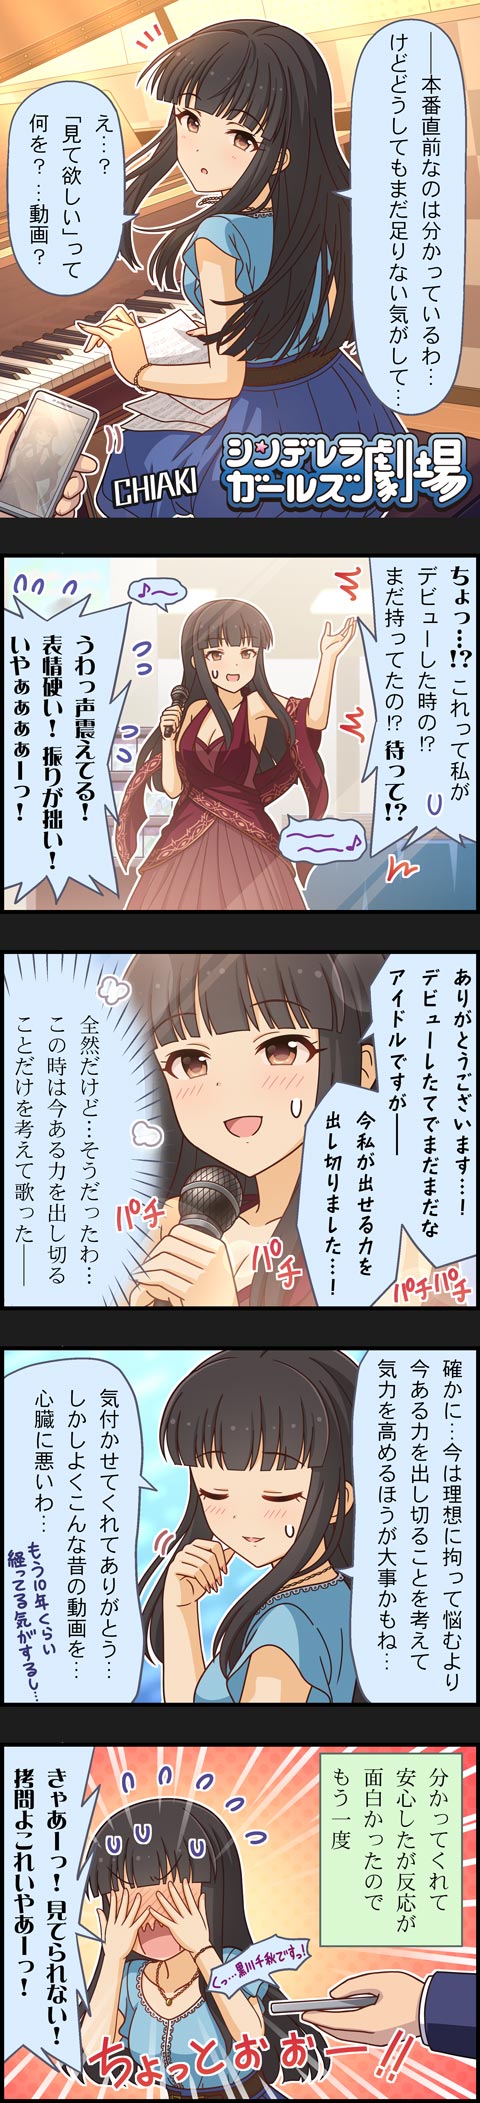 ――本番直前なのは分かっているわ…
けどどうしてもまだ足りない気がして…
え…?
「見て欲しい」って
何を?…動画?
CHIAKI
シンデレラ
ガールズ劇場
ちょっ…!? これって私が
デビューした時の!?
まだ持ってたの!? 待って!?
♪～
～～♪
うわっ声震えてる!
表情硬い! 振りが拙い!
いやぁぁぁぁーっ!
ありがとうございます…!
デビューしたてでまだまだな
アイドルですが――
今私が出せる力を
出し切りました…!
パチ
パチ
パチパチ
全然だけど…そうだったわ…
この時は今ある力を出し切る
ことだけを考えて歌った――
確かに…今は理想に拘って悩むより
今ある力を出し切ることを考えて
気力を高めるほうが大事かもね…
気付かせてくれてありがとう…
しかしよくこんな昔の動画を…
心臓に悪いわ…
もう10年くらい
経ってる気がするし…
分かってくれて
安心したが反応が
面白かったので
もう一度
きゃあーっ! 見てられない!
拷問よこれいやあーっ!
くっ…黒川千秋ですっ!
ちょっとおぉー!!